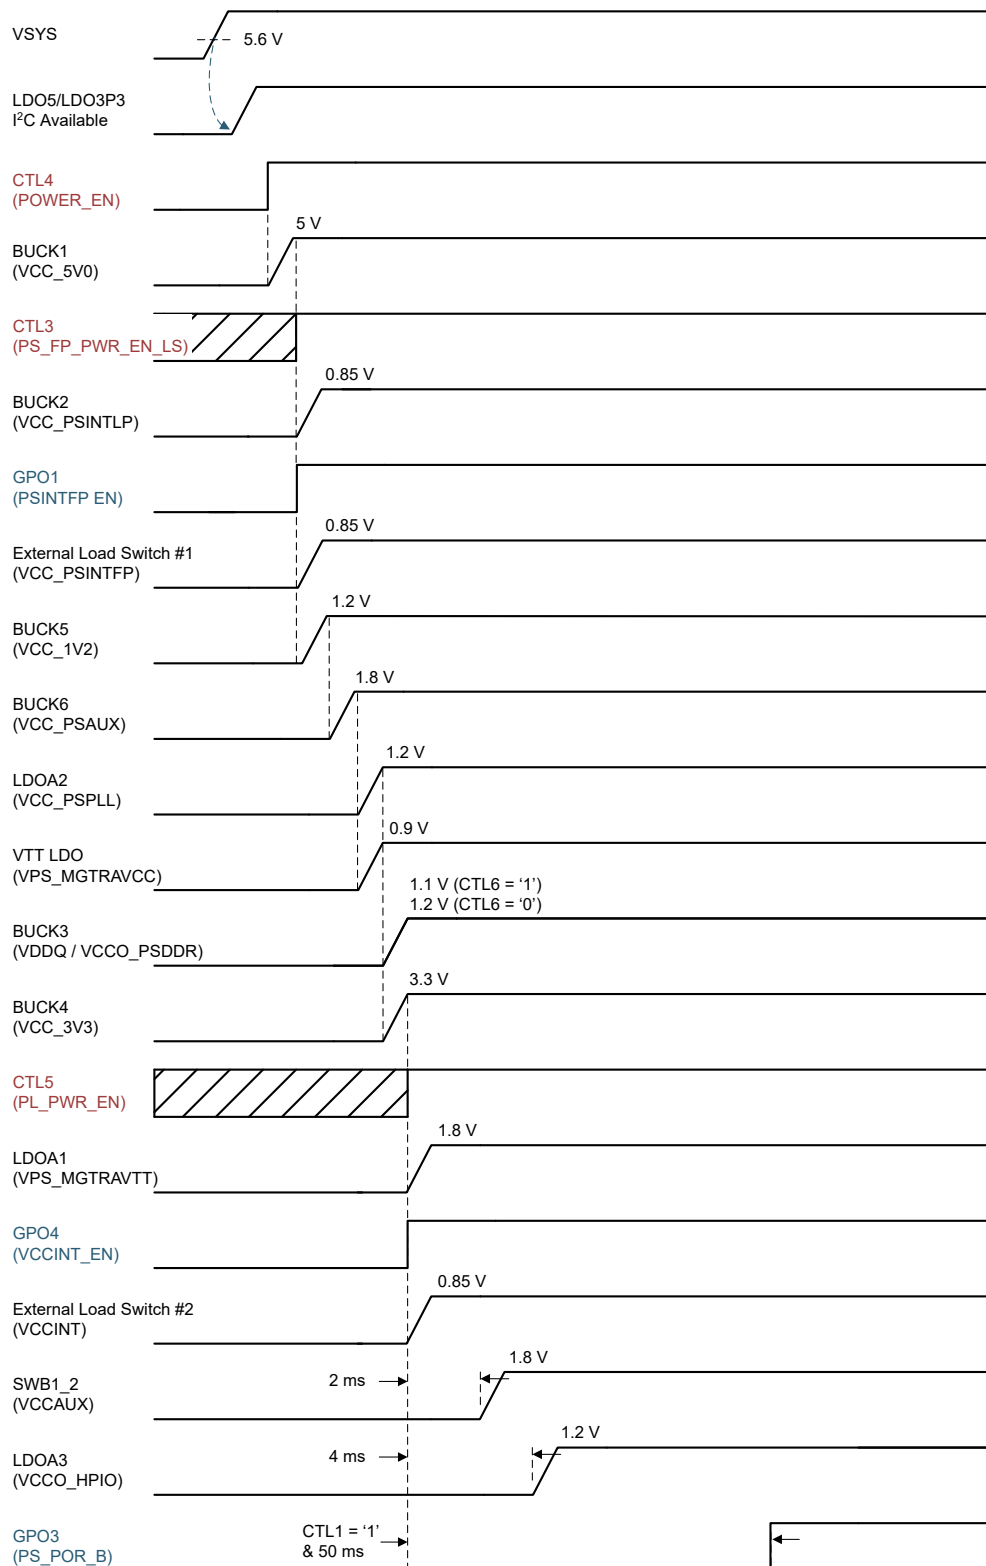 VSYS
5.6 V
LDO5/LDO3P3
I²C Available
CTL4
(POWER_EN)
5 V
BUCK1
(VCC_5V0)
CTL3
(PS_FP_PWR_EN_LS)
0.85 V
BUCK2
(VCC_PSINTLP)
GPO1
(PSINTFP EN)
0.85 V
External Load Switch #1
(VCC_PSINTFP)
1.2 V
BUCK5
(VCC_1V2)
1.8 V
BUCK6
(VCC_PSAUX)
1.2 V
LDOA2
(VCC_PSPLL)
0.9 V
VTT LDO
(VPS_MGTRAVCC)
1.1 V (CTL6 = ‘1’)
1.2 V (CTL6 = ‘0’)
BUCK3
(VDDQ / VCCO_PSDDR)
3.3 V
BUCK4
(VCC_3V3)
CTL5
(PL_PWR_EN)
1.8 V
LDOA1
(VPS_MGTRAVTT)
GPO4
(VCCINT_EN)
0.85 V
External Load Switch #2
(VCCINT)
1.8 V
SWB1_2
(VCCAUX)
2 ms
1.2 V
LDOA3
(VCCO_HPIO)
4 ms
GPO3
(PS_POR_B)
CTL1 = ‘1’
& 50 ms